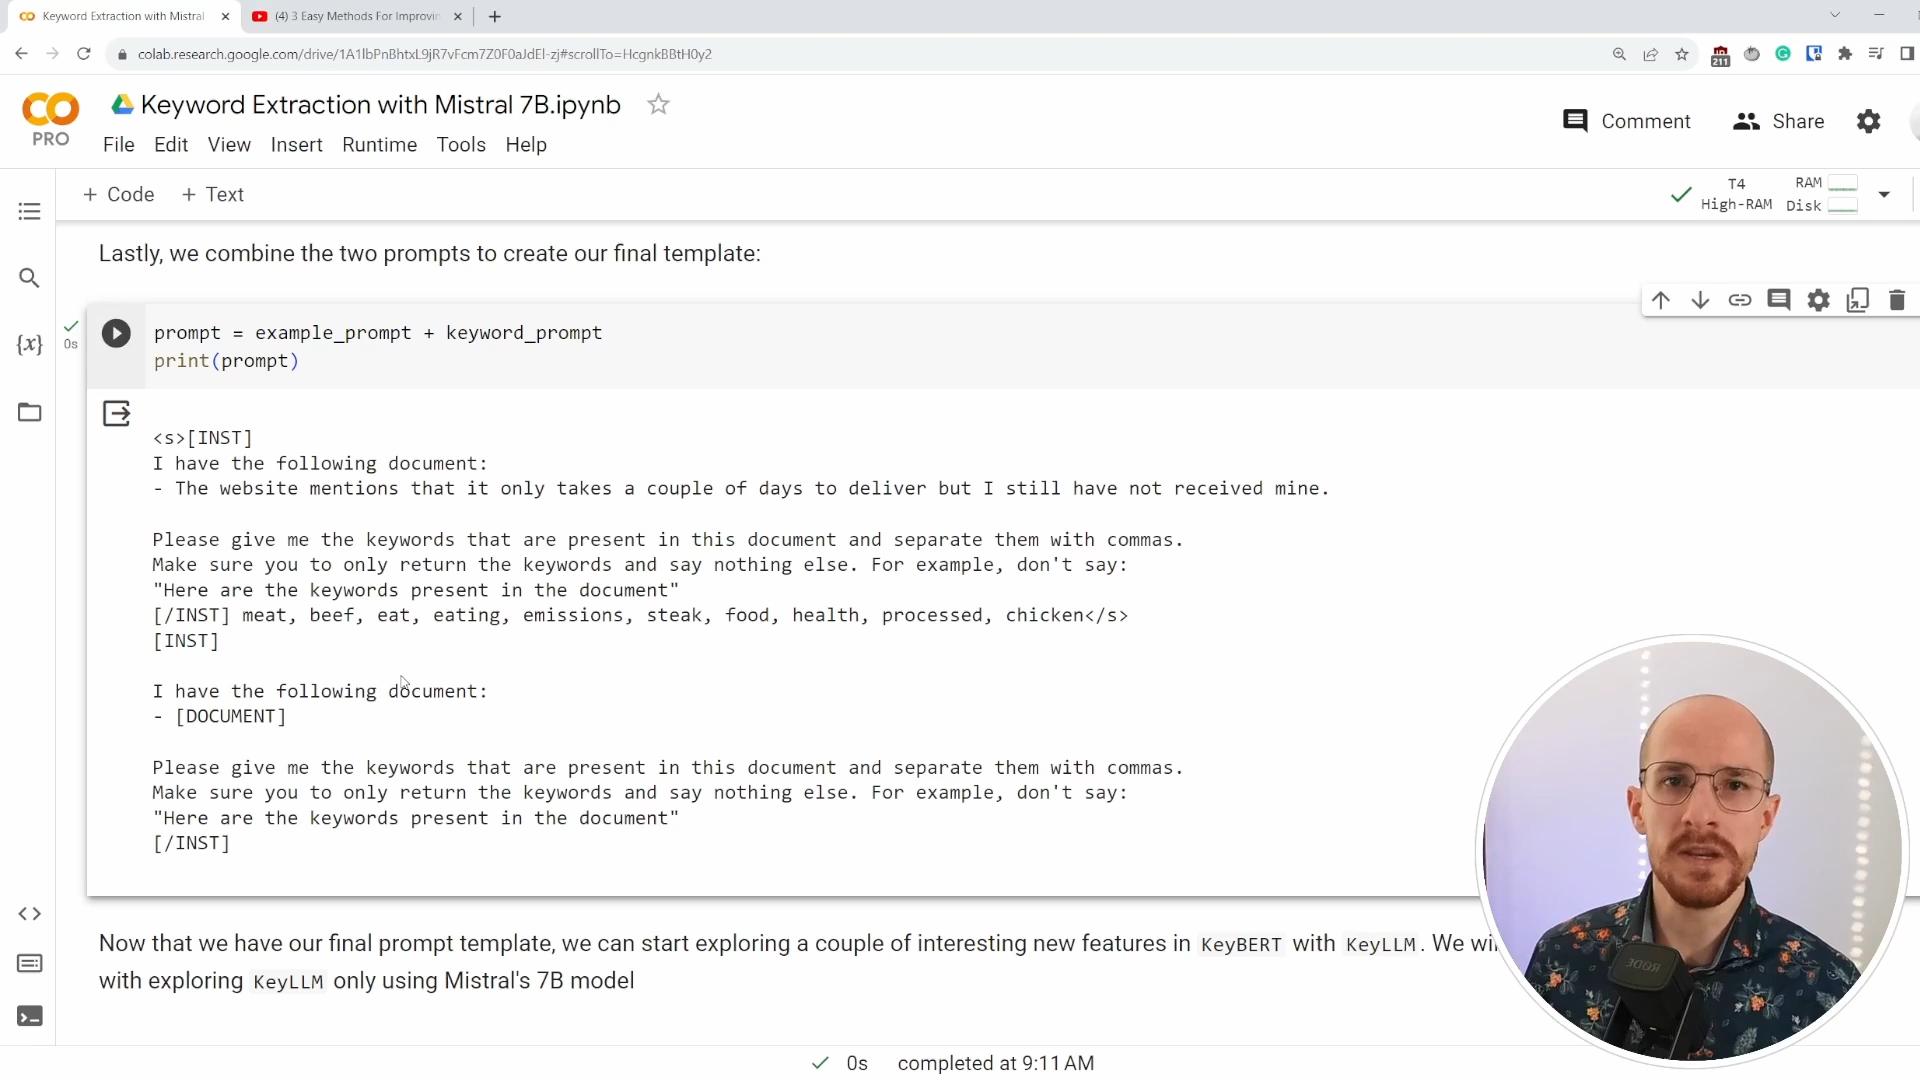 Keyword Extraction with Mistral
(4) 3 Easy Methods For Improvin
colab.research.google.com/drive/1A1lbPnBhtxL9jR7vFcm7Z0F0aJdEl-zj#scrollTo=HcgnkBBtH0y2
211
PRO
Keyword Extraction with Mistral 7B.ipynb
Comment
Share
File Edit View Insert Runtime Tools Help
+ Code + Text
T4
High-RAM
RAM
Disk
Lastly, we combine the two prompts to create our final template:
{x}
0s
prompt = example_prompt + keyword_prompt
print(prompt)
<s>[INST]
I have the following document:
- The website mentions that it only takes a couple of days to deliver but I still have not received mine.
Please give me the keywords that are present in this document and separate them with commas.
Make sure you to only return the keywords and say nothing else. For example, don't say:
"Here are the keywords present in the document"
[/INST] meat, beef, eat, eating, emissions, steak, food, health, processed, chicken</s>
[INST]
I have the following document:
- [DOCUMENT]
Please give me the keywords that are present in this document and separate them with commas.
Make sure you to only return the keywords and say nothing else. For example, don't say:
"Here are the keywords present in the document"
[/INST]
Now that we have our final prompt template, we can start exploring a couple of interesting new features in KeyBERT with KeyLLM. We wi
with exploring KeyLLM only using Mistral's 7B model
RØDE
0s completed at 9:11 AM